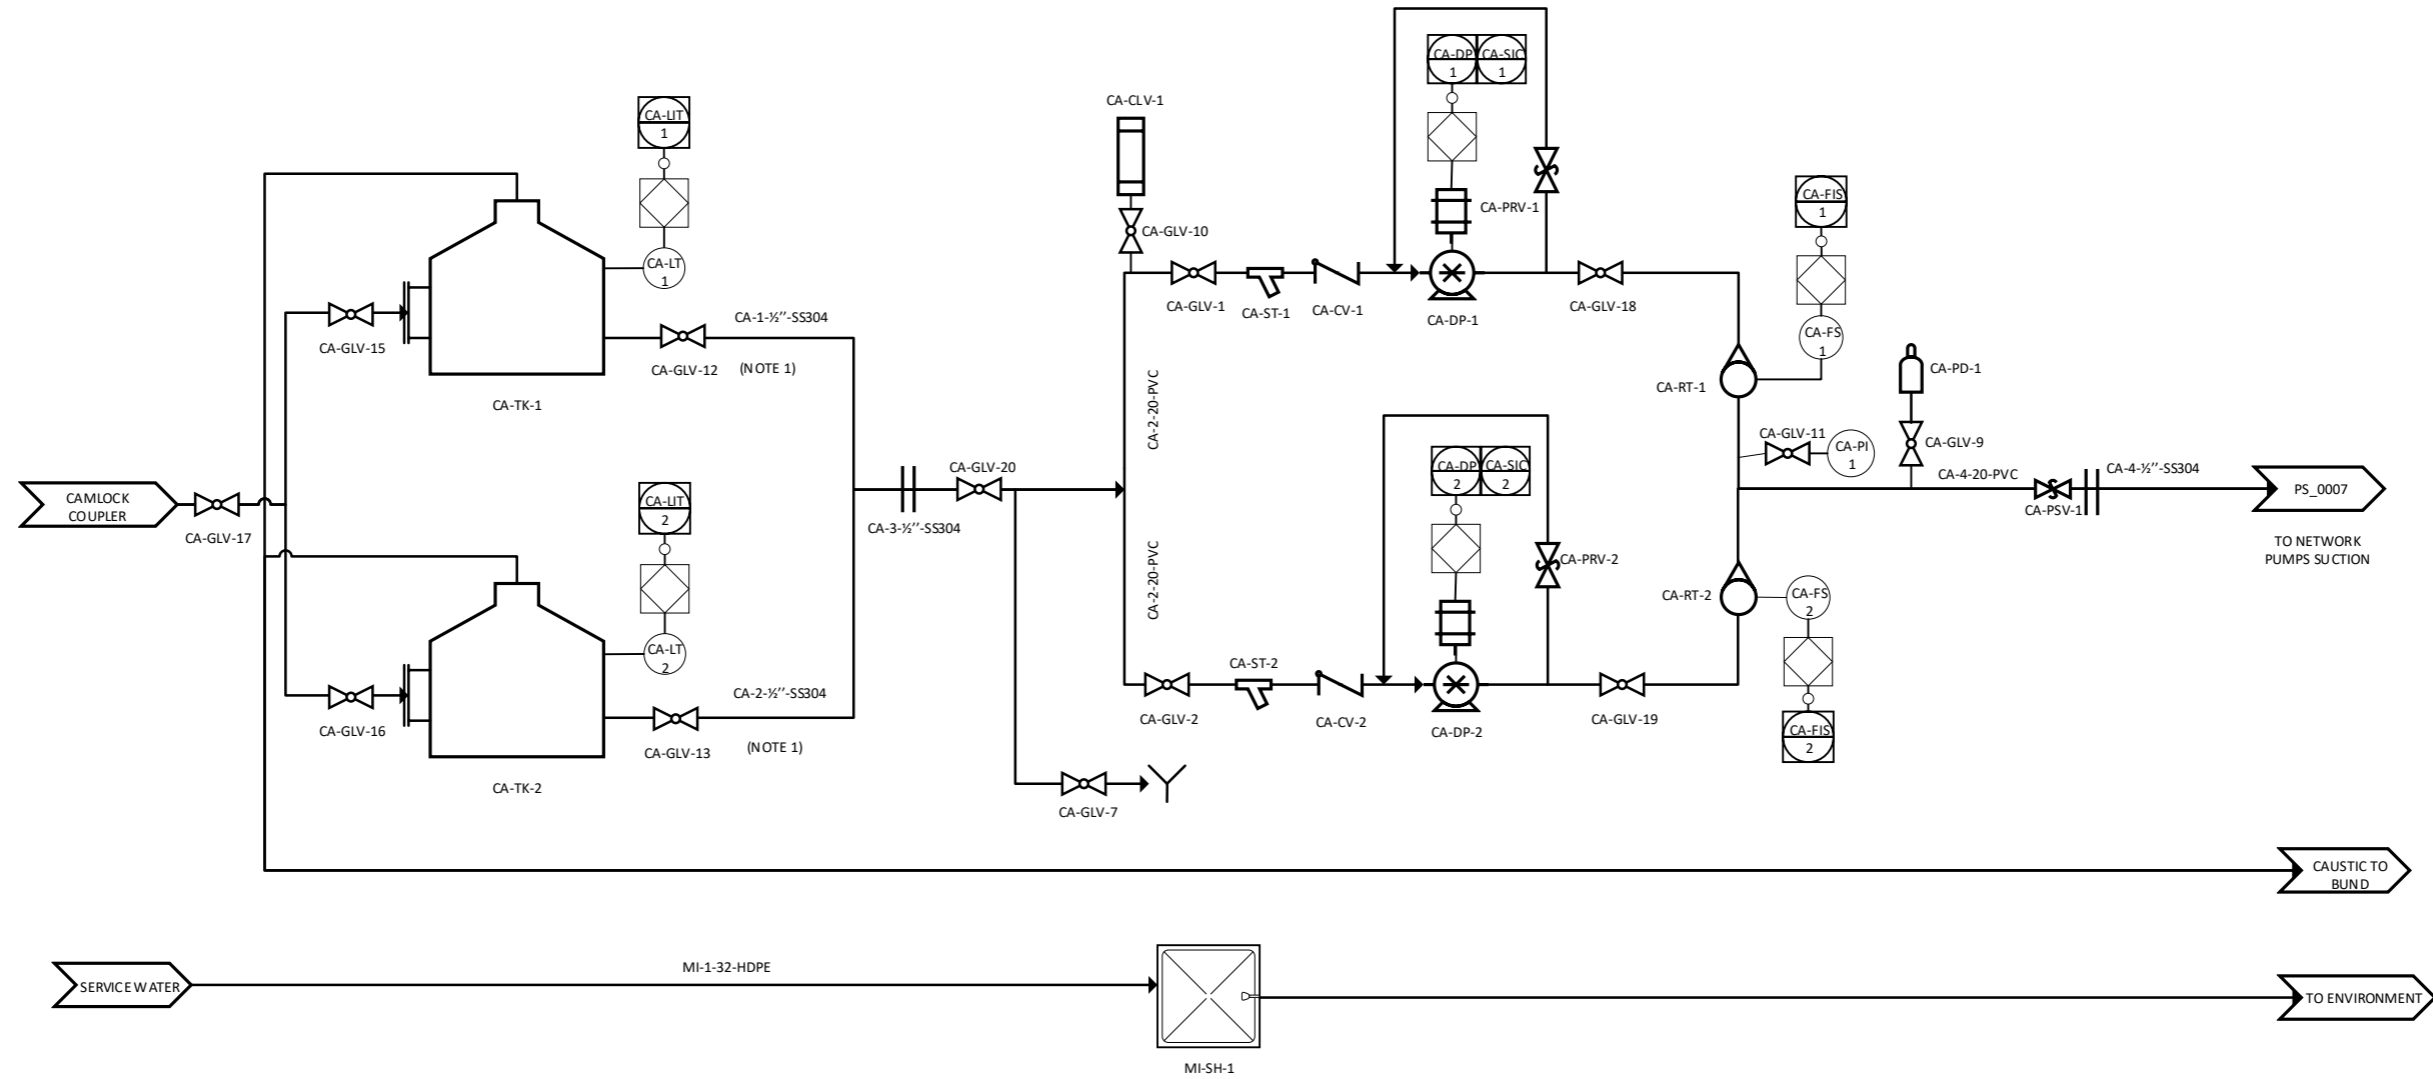 CA-CLV-1
CA-DP
1
CA-SIC
1
CA-LIT
1
CA-PRV-1
CA-FIS
1
CA-GLV-10
CA-LT
1
CA-GLV-1
CA-ST-1
CA-CV-1
CA-DP-1
CA-GLV-18
CA-FS
1
CA-GLV-15
CA-1-½’’-SS304
CA-GLV-12
(NOTE 1)
CA-TK-1
CA-RT-1
CA-PD-1
CA-2-20-PVC
CA-GLV-11
CA-PI
1
CA-GLV-9
CA-DP
2
CA-SIC
2
CAMLOCK
COUPLER
CA-GLV-17
CA-LIT
2
CA-GLV-20
CA-3-½’’-SS304
CA-4-20-PVC
CA-4-½’’-SS304
CA-PSV-1
PS_0007
TO NETWORK
PUMPS SUCTION
CA-2-20-PVC
CA-PRV-2
CA-RT-2
CA-FS
2
CA-LT
2
CA-GLV-16
CA-2-½’’-SS304
CA-GLV-13
(NOTE 1)
CA-TK-2
CA-GLV-2
CA-ST-2
CA-CV-2
CA-DP-2
CA-GLV-19
CA-FIS
2
CA-GLV-7
CAUSTIC TO
BUND
SERVICE WATER
MI-1-32-HDPE
TO ENVIRONMENT
MI-SH-1